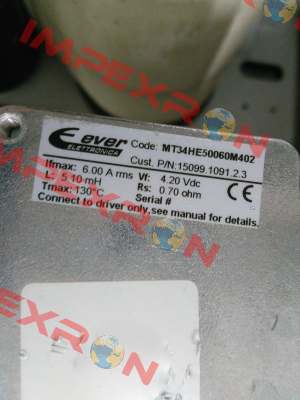 IMPEXRON
ever
ELETTRONICA
Code: MT34HE50060M402
Cust. P/N:15099.1091.2.3
Ifmax: 6.00 A rms Vf: 4.20 Vdc
L: 5.10 mH Rs: 0.70 ohm
Tmax: 130°C Serial #
CE
Connect to driver only,see manual for details.
IMPEXRON